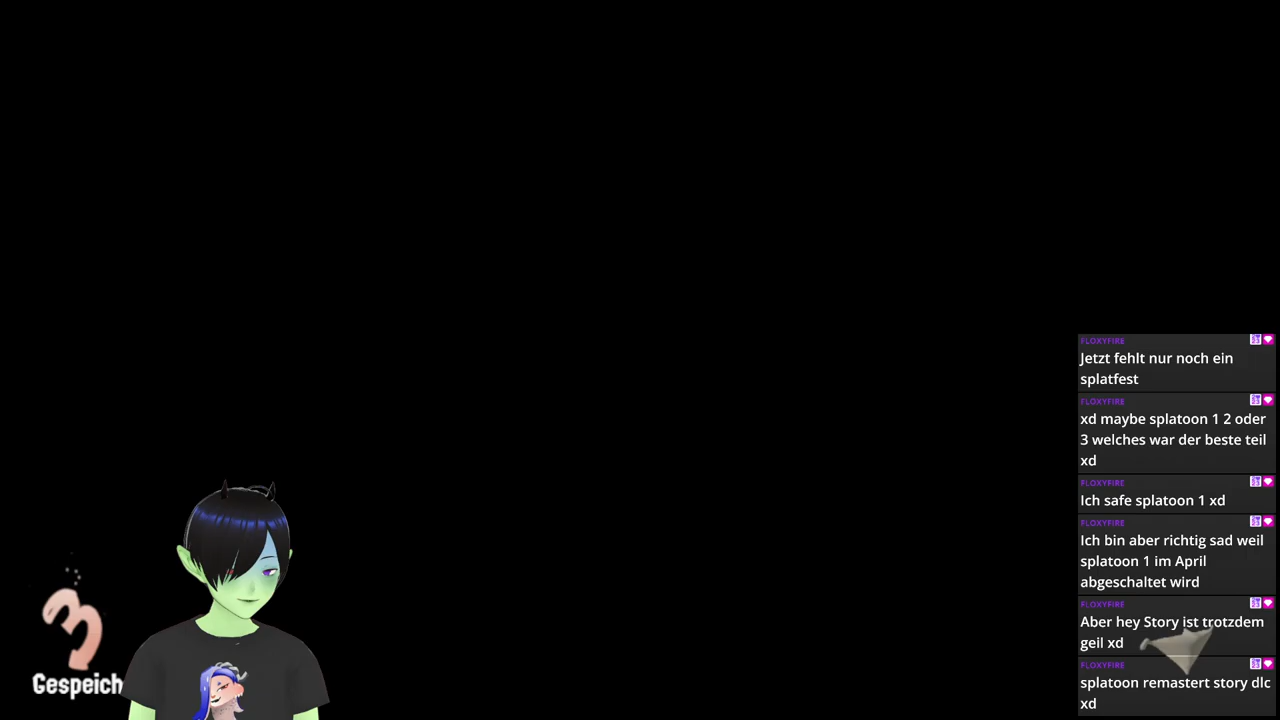 FLOXYFIRE
Jetzt fehlt nur noch ein
splatfest
FLOXYFIRE
xd maybe splatoon 1 2 oder
3 welches war der beste teil
xd
FLOXYFIRE
Ich safe splatoon 1 xd
FLOXYFIRE
Ich bin aber richtig sad weil
splatoon 1 im April
abgeschaltet wird
FLOXYFIRE
Aber hey Story ist trotzdem
geil xd
FLOXYFIRE
splatoon remastert story dlc
xd
3
Gespeich